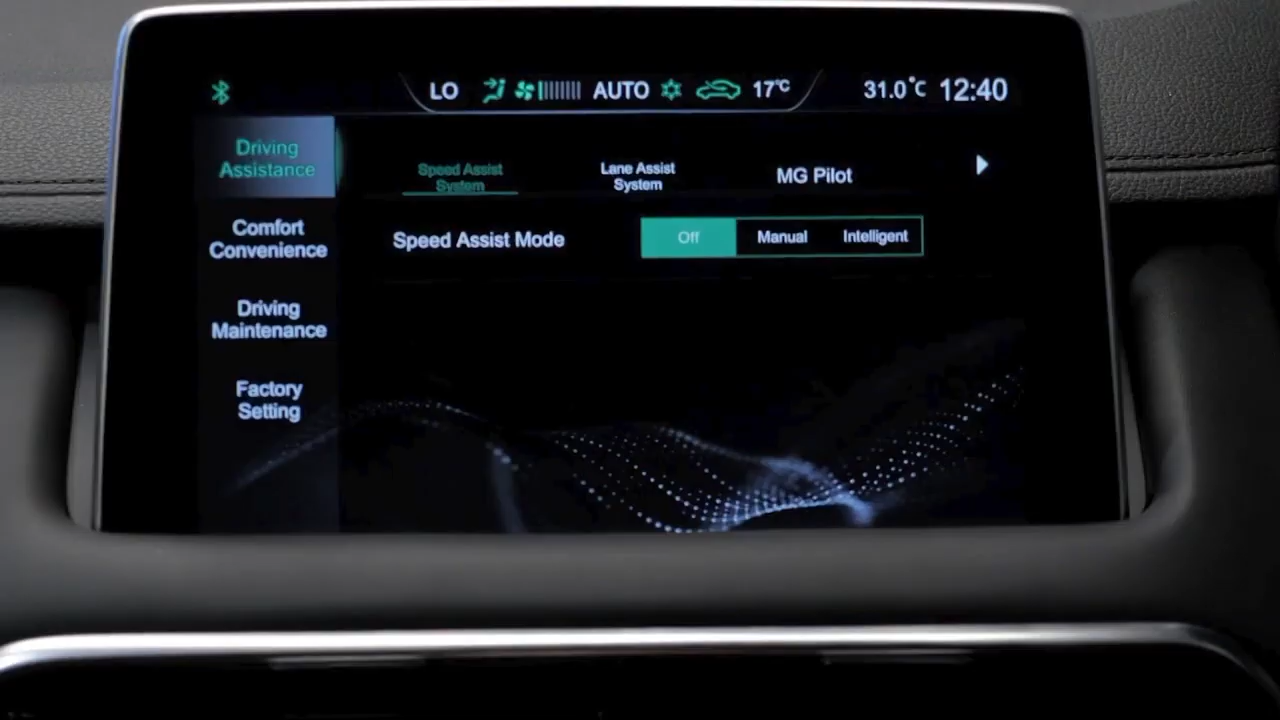 LO AUTO 17℃ 31.0°C 12:40
Driving
Assistance
Speed Assist
System
Lane Assist
System
MG Pilot
Comfort
Convenience
Speed Assist Mode
Off Manual Intelligent
Driving
Maintenance
Factory
Setting